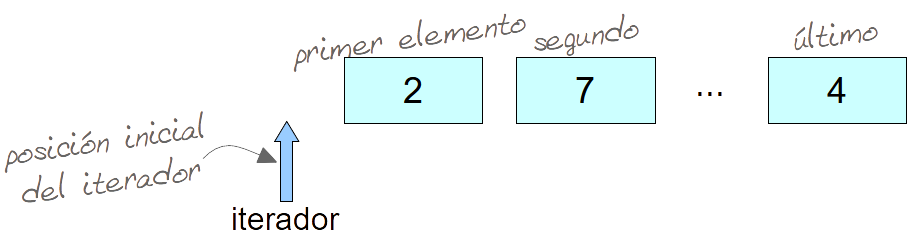 primer elemento
segundo
último
2
7
...
4
posición inicial
del iterador
iterador